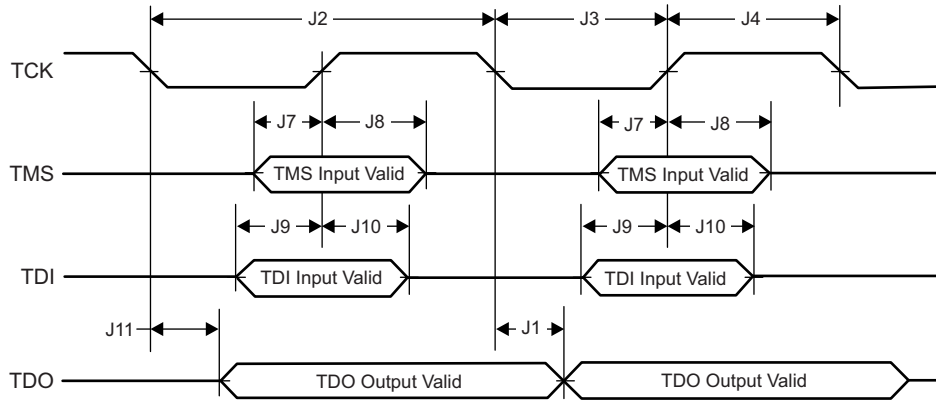 J2 J3 J4
TCK
J7 J8 J7 J8
TMS TMS Input Valid TMS Input Valid
J9 J10 J9 J10
TDI TDI Input Valid TDI Input Valid
J11 J1
TDO TDO Output Valid TDO Output Valid